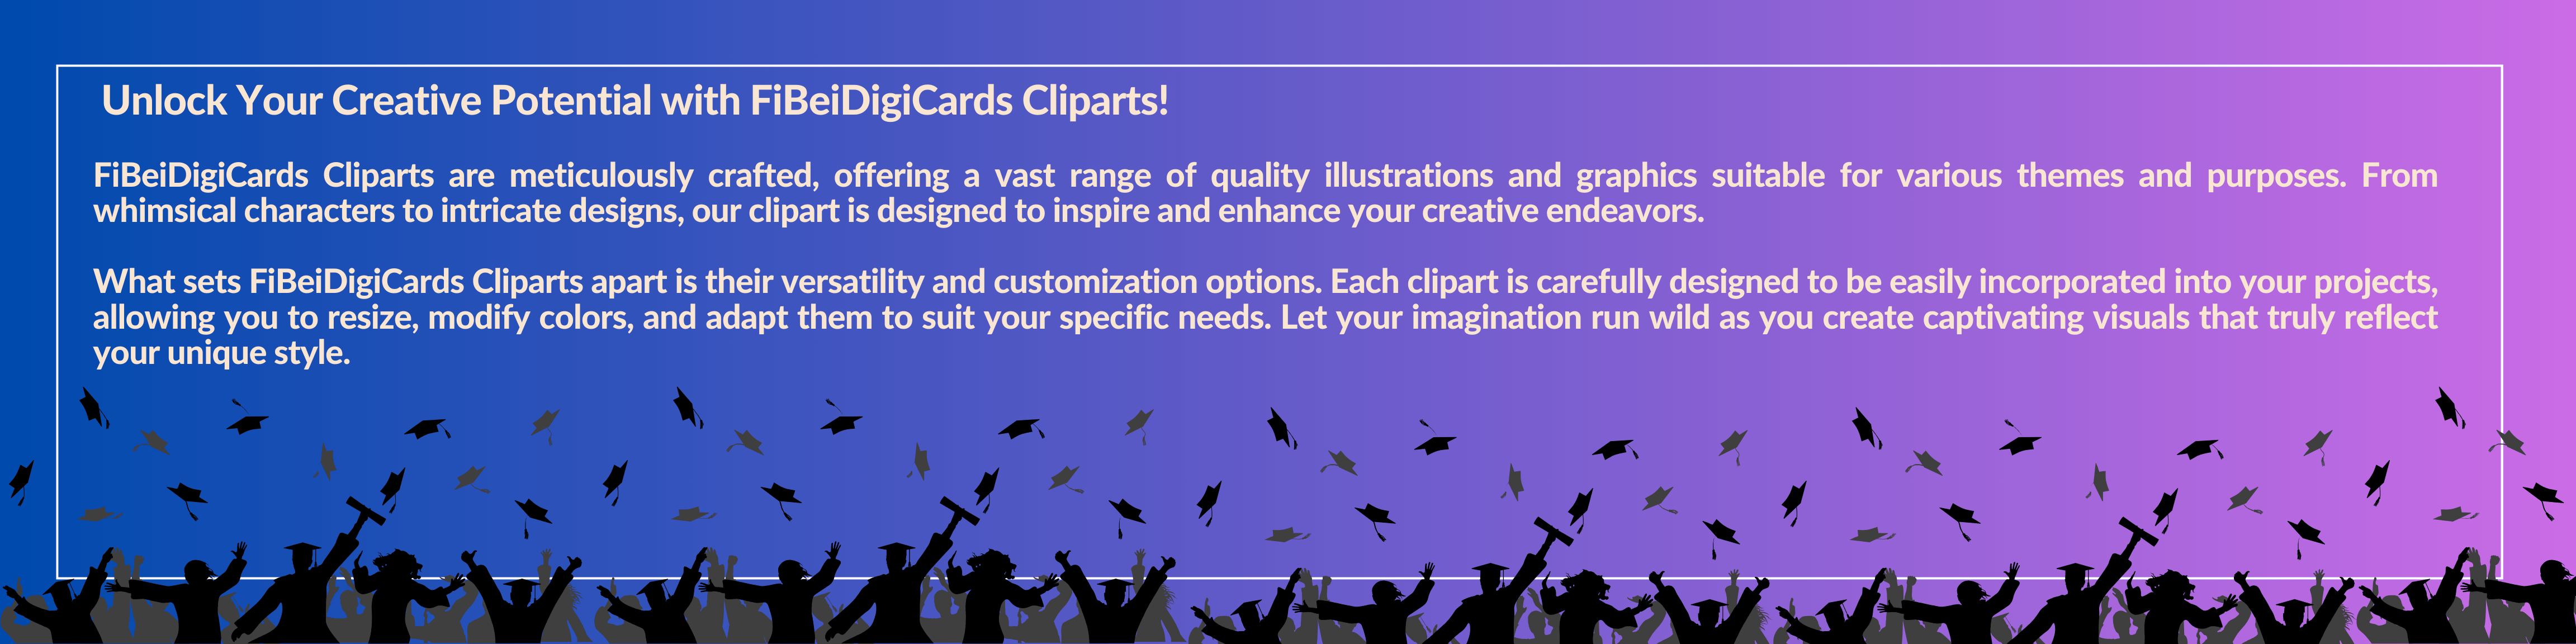 Unlock Your Creative Potential with FiBeiDigiCards Cliparts!
FiBeiDigiCards Cliparts are meticulously crafted, offering a vast range of quality illustrations and graphics suitable for various themes and purposes. From
whimsical characters to intricate designs, our clipart is designed to inspire and enhance your creative endeavors.
What sets FiBeiDigiCards Cliparts apart is their versatility and customization options. Each clipart is carefully designed to be easily incorporated into your projects,
allowing you to resize, modify colors, and adapt them to suit your specific needs. Let your imagination run wild as you create captivating visuals that truly reflect
your unique style.